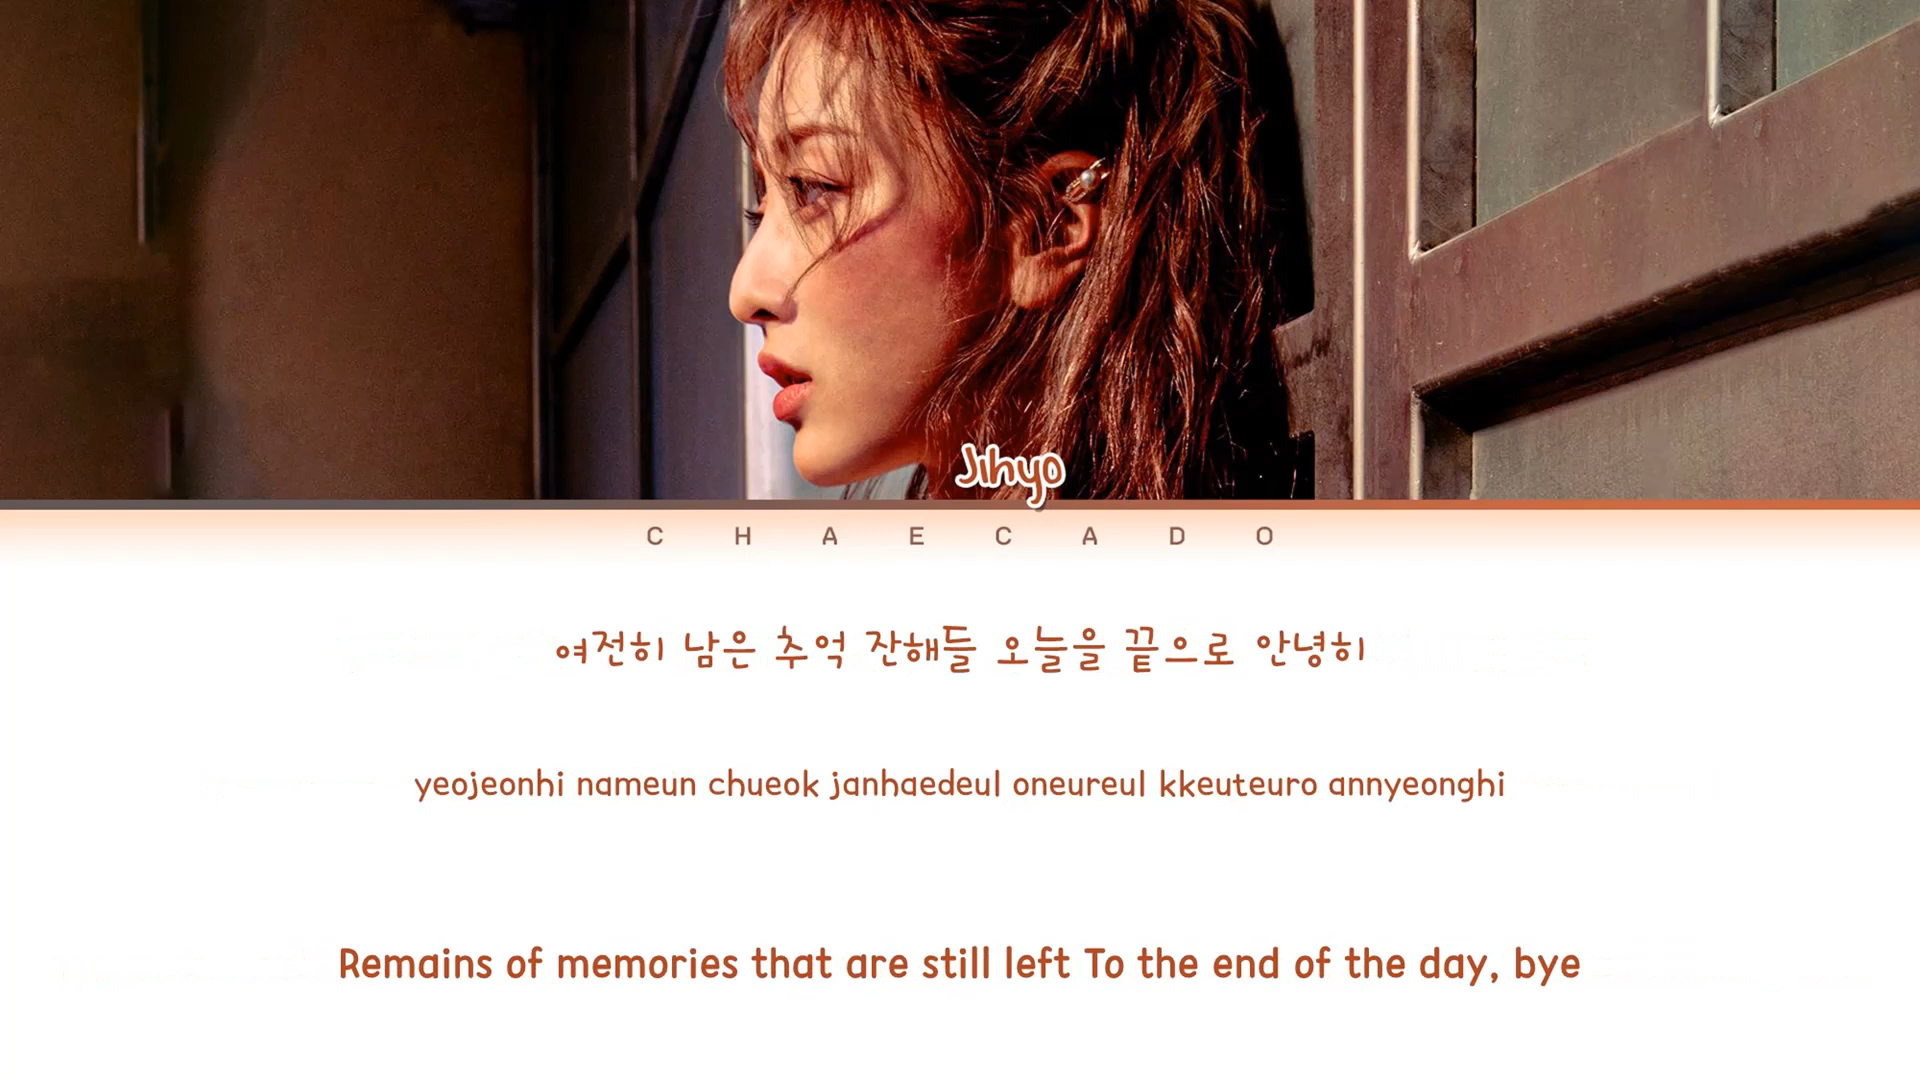 Jihyo
CHAECADO
여전히 남은 추억 잔해들 오늘을 끝으로 안녕히
yeojeonhi nameun chueok janhaedeul oneureul kkeuteuro annyeonghi
Remains of memories that are still left To the end of the day, bye